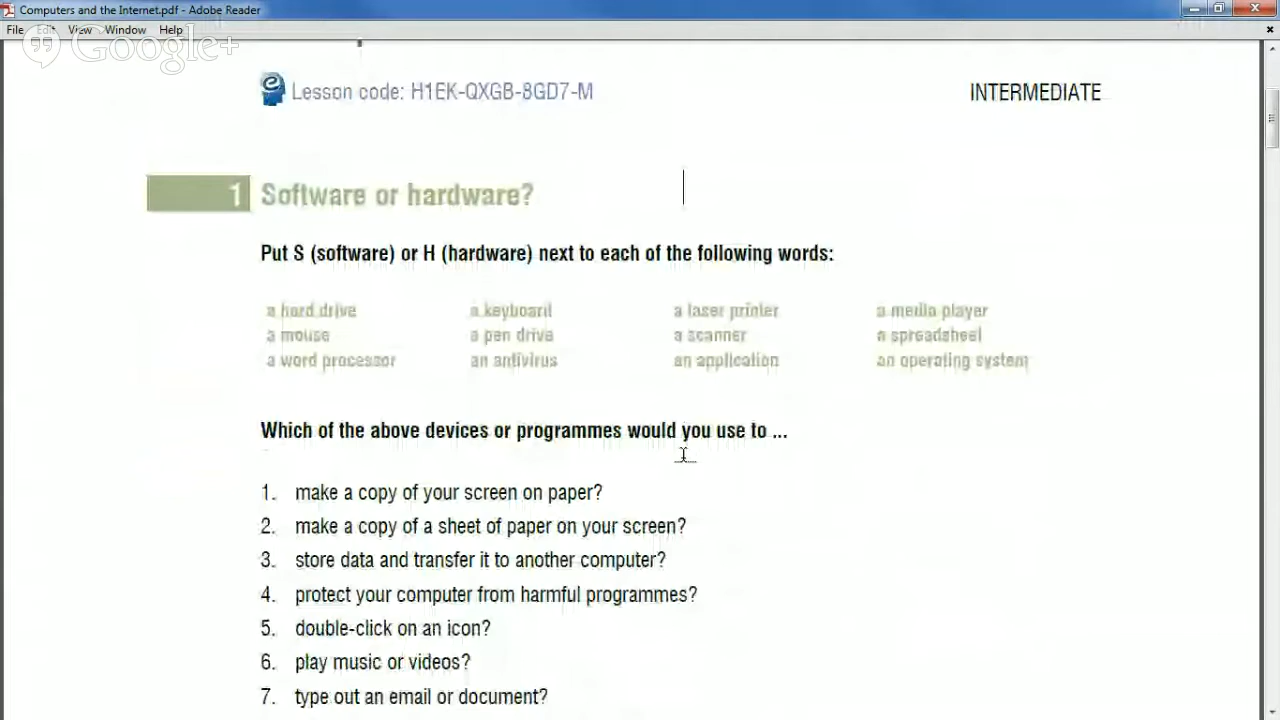 Computers and the Internet.pdf - Adobe Reader
File Edit View Window Help
Google+
Lesson code: H1EK-QXGB-8GD7-M
INTERMEDIATE
1 Software or hardware?
Put S (software) or H (hardware) next to each of the following words:
a hard drive a keyboard a laser printer a media player
a mouse a pen drive a scanner a spreadsheet
a word processor an antivirus an application an operating system
Which of the above devices or programmes would you use to ...
1. make a copy of your screen on paper?
2. make a copy of a sheet of paper on your screen?
3. store data and transfer it to another computer?
4. protect your computer from harmful programmes?
5. double-click on an icon?
6. play music or videos?
7. type out an email or document?